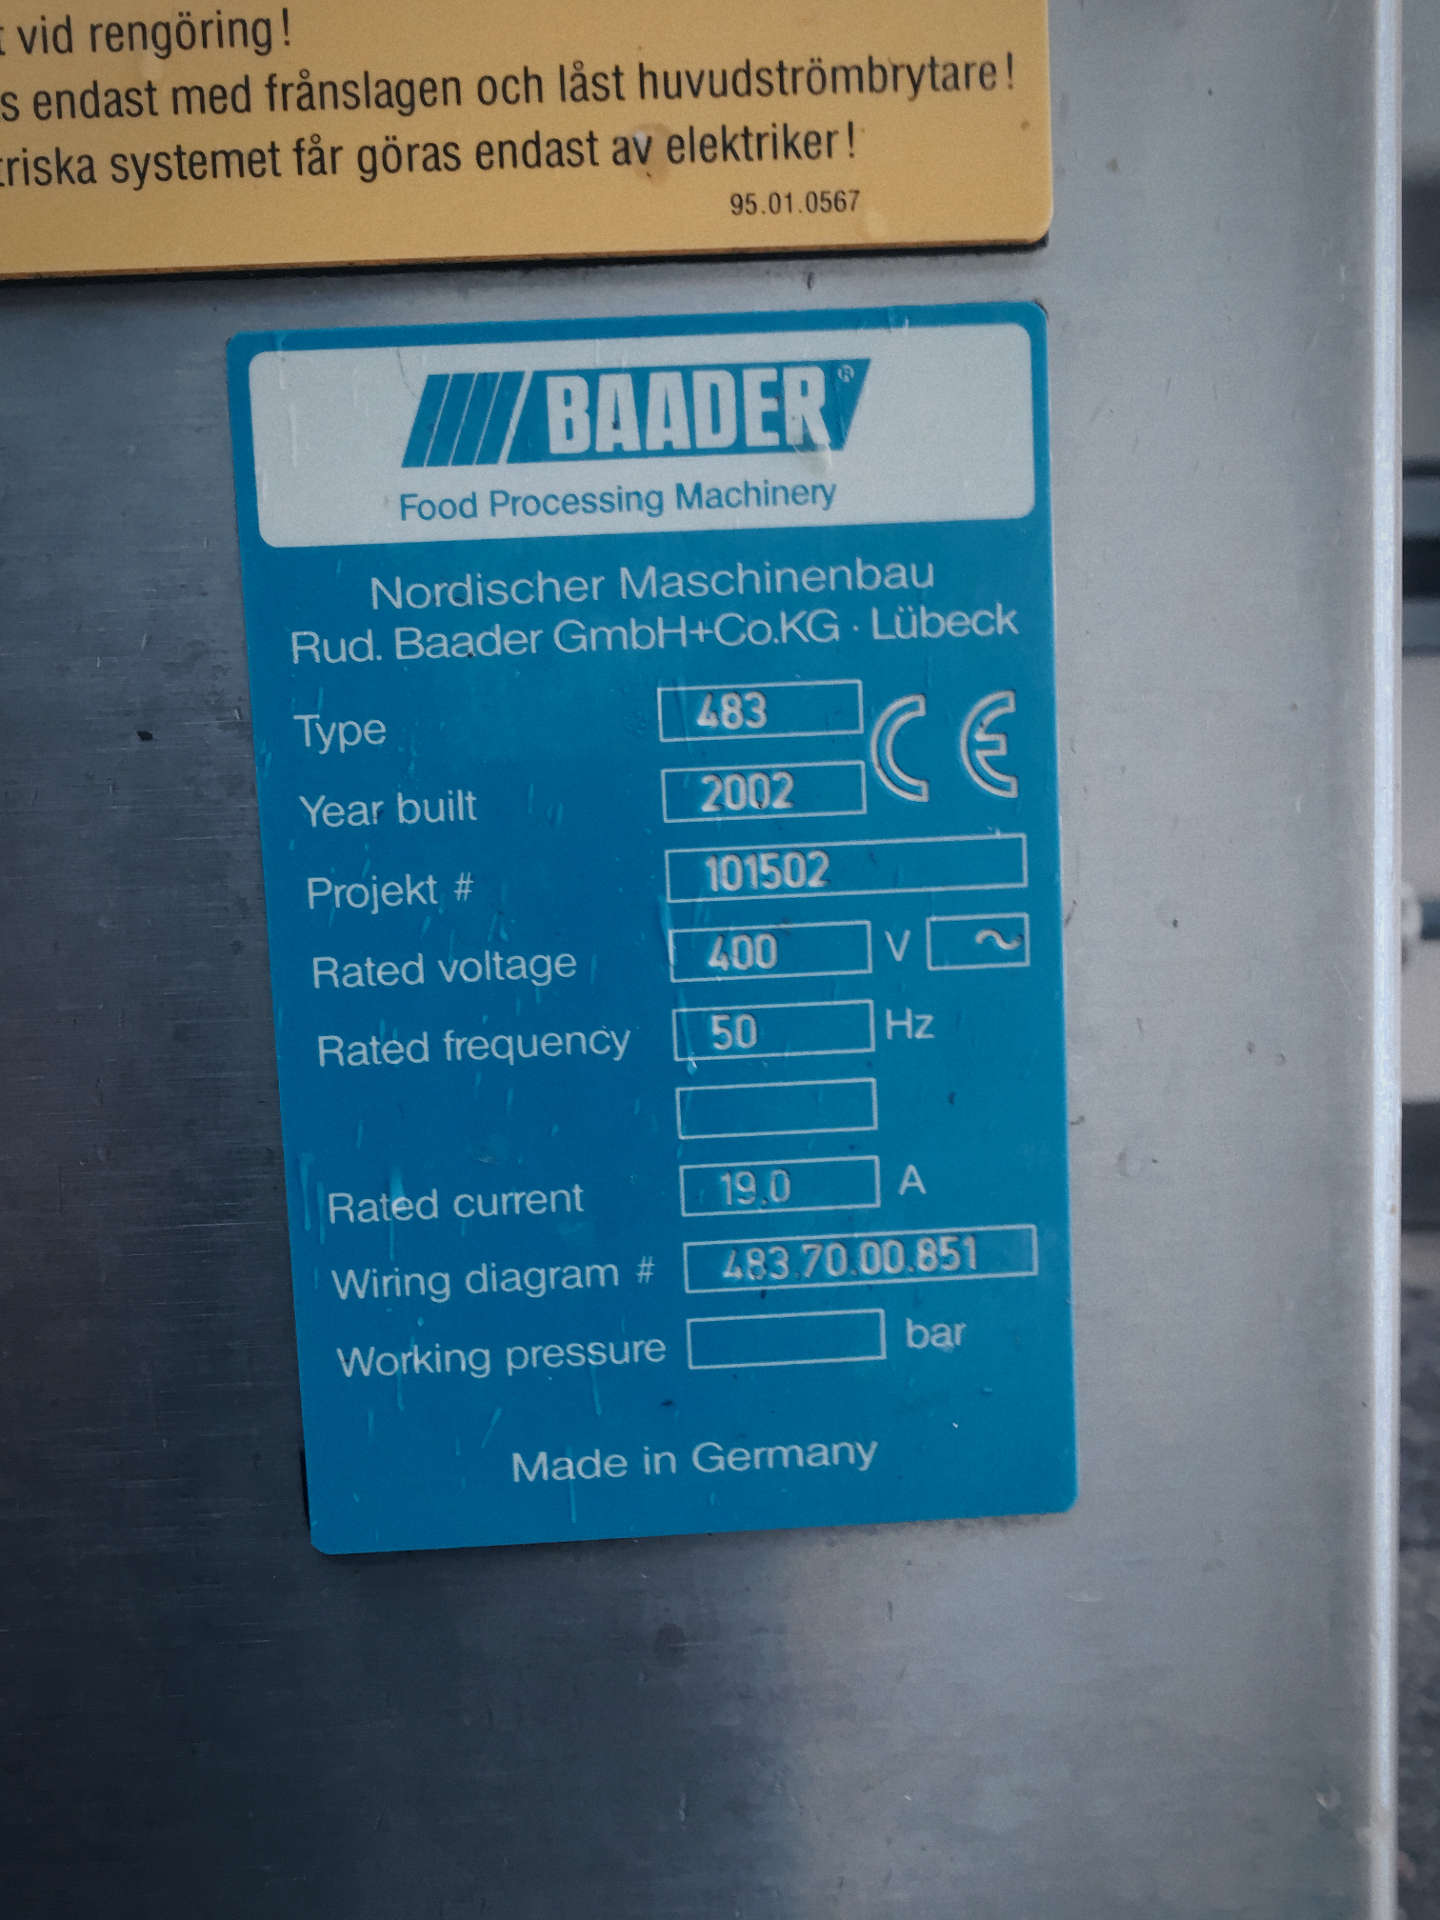 vid rengöring!
endast med frånslagen och låst huvudströmbrytare!
systemet får göras endast av elektriker!
95.01.0567
BAADER®
Food Processing Machinery
Nordischer Maschinenbau
Rud. Baader GmbH+Co.KG · Lübeck
Type 483 CE
Year built 2002
Projekt # 101502
Rated voltage 400 V ~
Rated frequency 50 Hz
Rated current 19.0 A
Wiring diagram # 483.70.00.851
Working pressure bar
Made in Germany